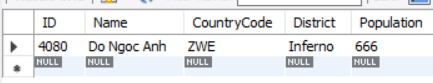 ID Name CountryCode District Population
4080 Do Ngoc Anh ZWE Inferno 666
NULL NULL NULL NULL NULL